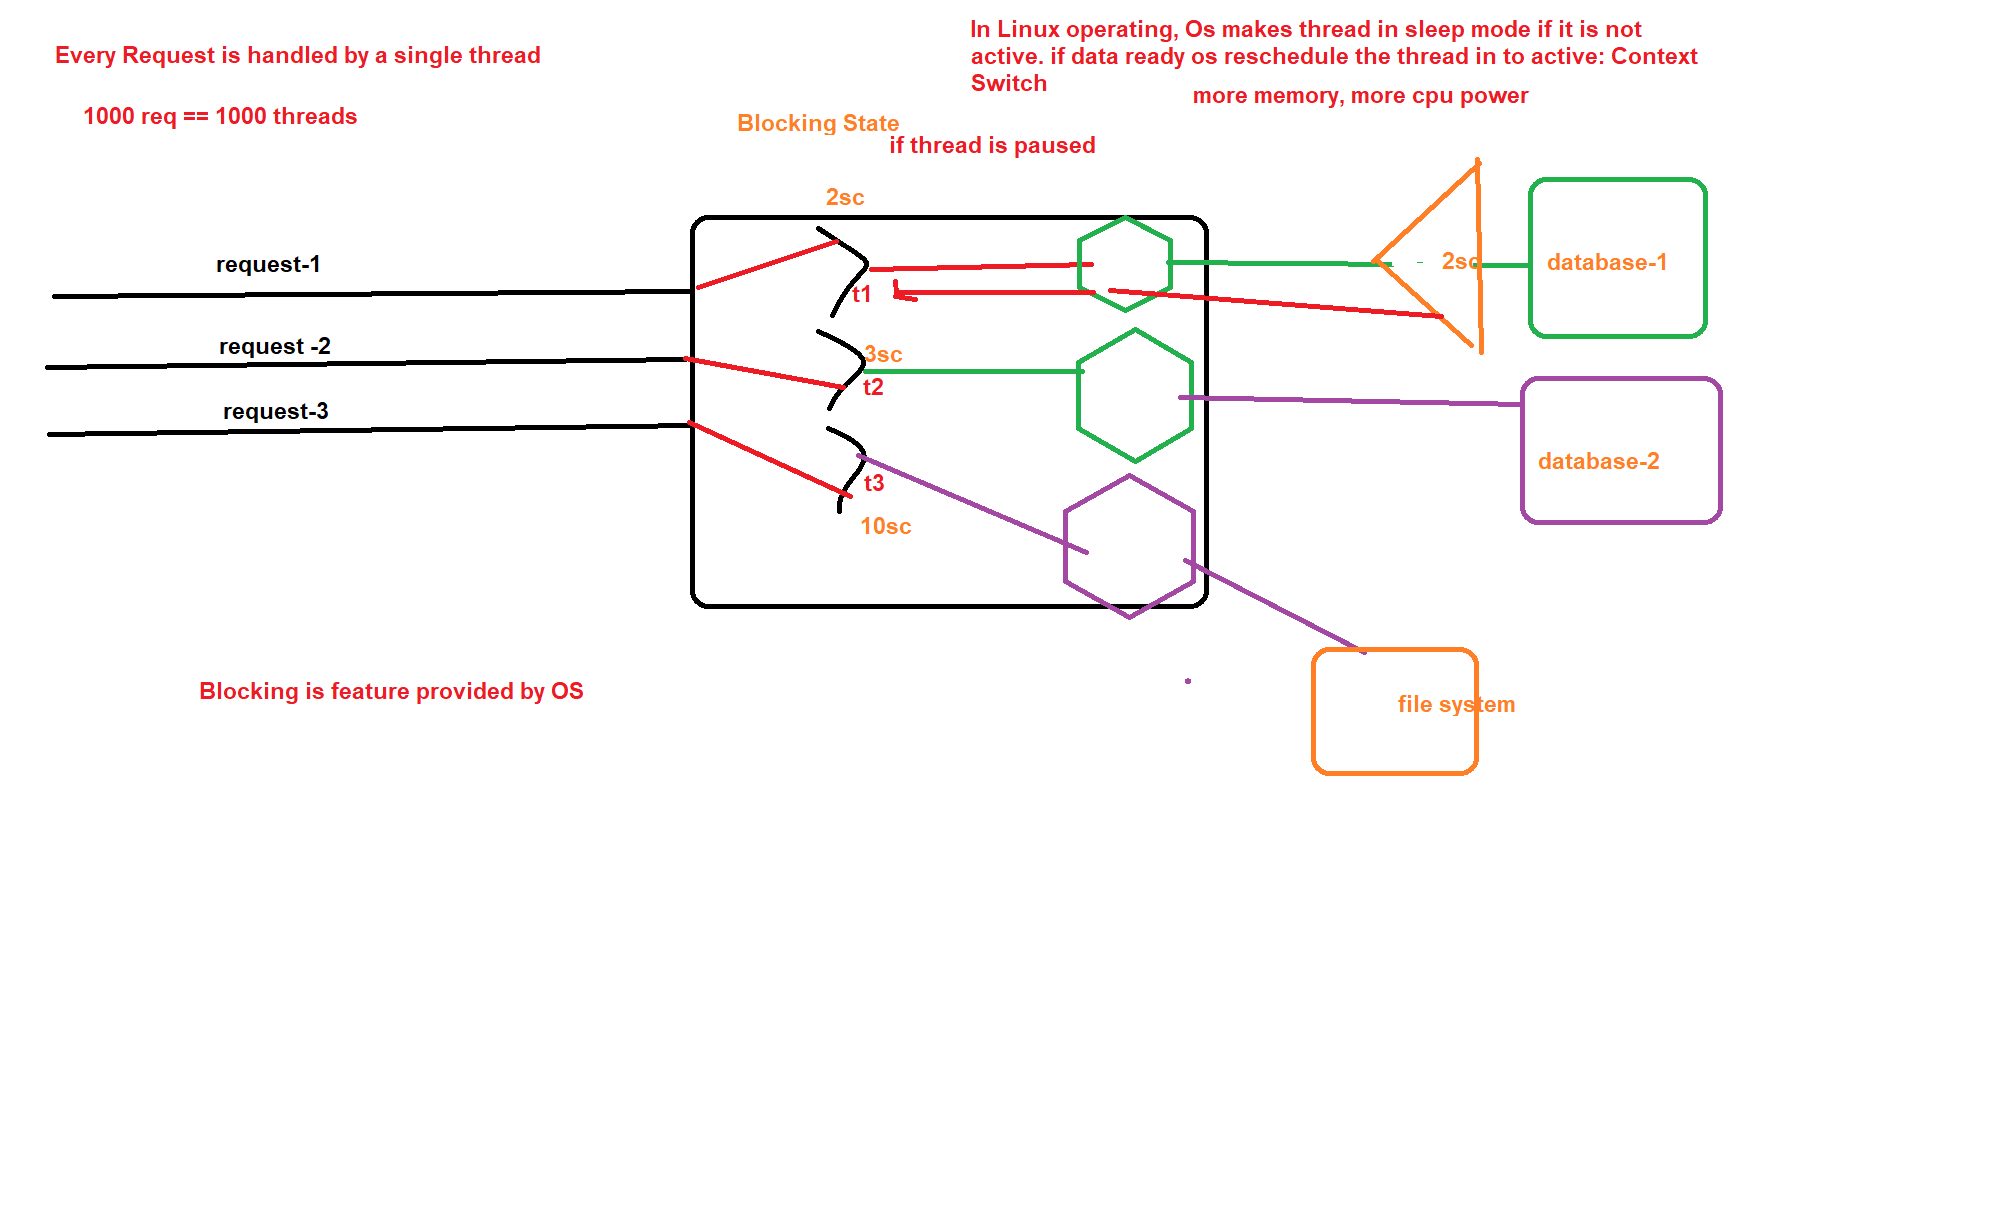 Every Request is handled by a single thread
1000 req == 1000 threads
In Linux operating, Os makes thread in sleep mode if it is not
active. if data ready os reschedule the thread in to active: Context
Switch
more memory, more cpu power
Blocking State
if thread is paused
2sc
request-1
t1
2sc
database-1
request -2
3sc
t2
request-3
database-2
t3
10sc
Blocking is feature provided by OS
file system